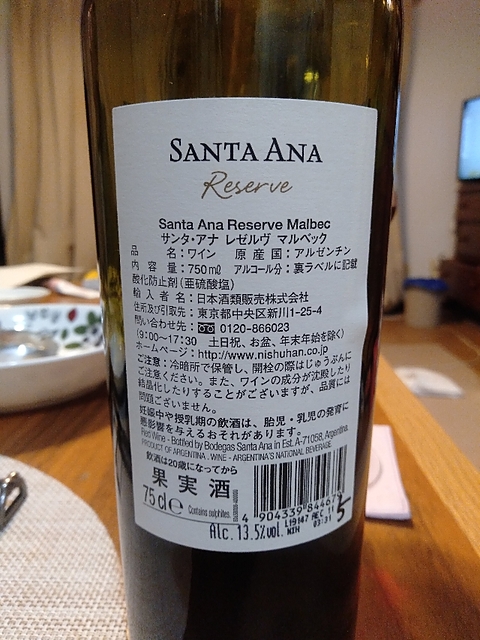 SANTA ANA
Reserve
Santa Ana Reserve Malbec
サンタ・アナ レゼルヴ マルベック
品 名：ワイン 原 産 国：アルゼンチン
内 容 量：750㎖ アルコール分：裏ラベルに記載
酸化防止剤（亜硫酸塩）
輸 入 者 名：日本酒類販売株式会社
住所及び引取先：東京都中央区新川1-25-4
問い合わせ先：0120-866023
（9:00〜17:30 土日祝、お盆、年末年始を除く）
ホームページ：http://www.nishuhan.co.jp
ご注意：冷暗所で保管し、開栓の際はじゅうぶんに
ご注意ください。また、ワインの成分が沈殿したり
結晶化したりすることがございますが、品質には
問題ございません。
妊娠中や授乳期の飲酒は、胎児・乳児の発育に
悪影響を与えるおそれがあります。
Red Wine - Bottled by Bodegas Santa Ana in Est. A-71058, Argentina.
PRODUCT OF ARGENTINA . WINE - ARGENTINA'S NATIONAL BEVERAGE.
飲酒は20歳になってから
果実酒
75 cl e Contains sulphites.
4 904339 84467 5
Alc.13.5%vol.